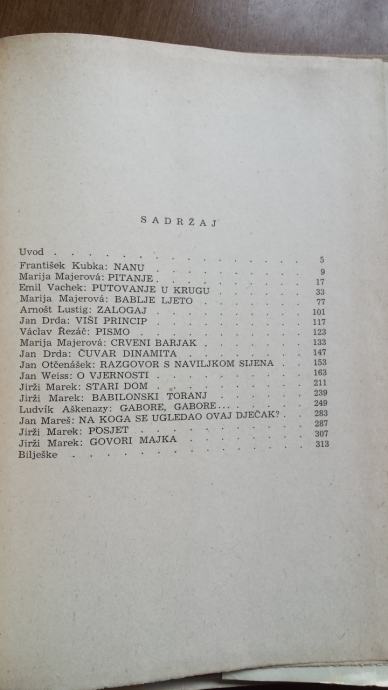 SADRŽAJ
Uvod . . . . . . . . . . 5
František Kubka: NANU . . . . . . . 9
Marija Majerová: PITANJE . . . . . . . 17
Emil Vachek: PUTOVANJE U KRUGU . . . . 33
Marija Majerová: BABLJE LJETO . . . . . 77
Arnošt Lustig: ZALOGAJ . . . . . . . 101
Jan Drda: VIŠI PRINCIP . . . . . . . 117
Václav Řezáč: PISMO . . . . . . . . 123
Marija Majerová: CRVENI BARJAK . . . . . 133
Jan Drda: ČUVAR DINAMITA . . . . . . 147
Jan Otčenášek: RAZGOVOR S NAVILJKOM SIJENA . 153
Jan Weiss: O VJERNOSTI . . . . . . . 163
Jirži Marek: STARI DOM . . . . . . . 211
Jirži Marek: BABILONSKI TORANJ . . . . . 239
Ludvík Aškenazy: GABORE, GABORE... . . . . 249
Jan Mareš: NA KOGA SE UGLEDAO OVAJ DJEČAK? . 283
Jirži Marek: POSJET . . . . . . . . 287
Jirži Marek: GOVORI MAJKA . . . . . . 307
Bilješke . . . . . . . . . . 313